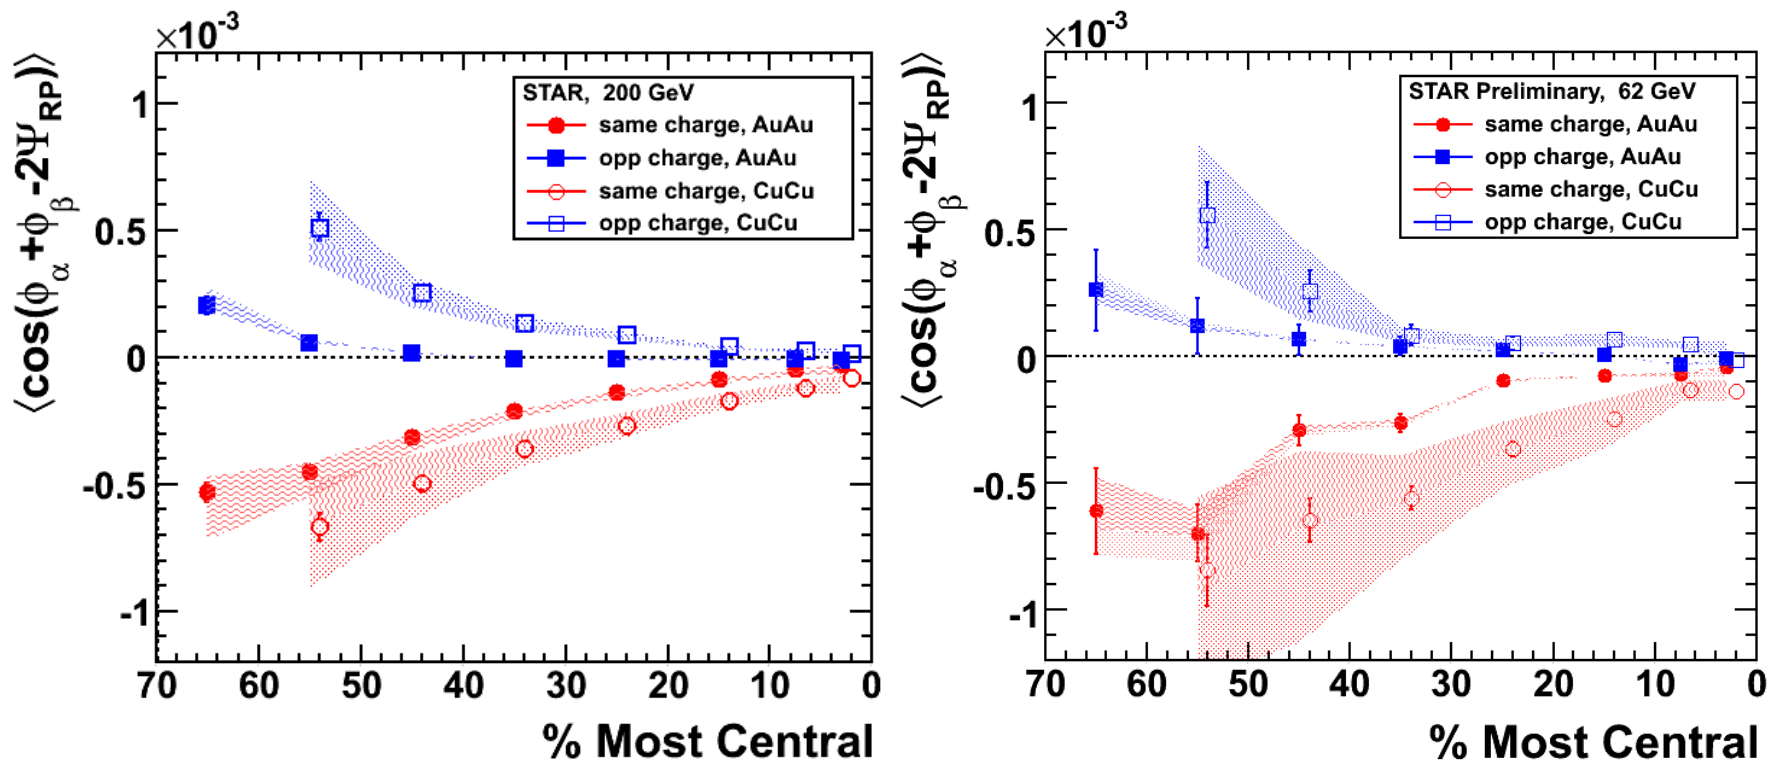 ×10⁻³
⟨cos(ϕα+ϕβ-2ΨRP)⟩
1
0.5
0
-0.5
-1
STAR, 200 GeV
same charge, AuAu
opp charge, AuAu
same charge, CuCu
opp charge, CuCu
70 60 50 40 30 20 10 0
% Most Central
×10⁻³
⟨cos(ϕα+ϕβ-2ΨRP)⟩
1
0.5
0
-0.5
-1
STAR Preliminary, 62 GeV
same charge, AuAu
opp charge, AuAu
same charge, CuCu
opp charge, CuCu
70 60 50 40 30 20 10 0
% Most Central